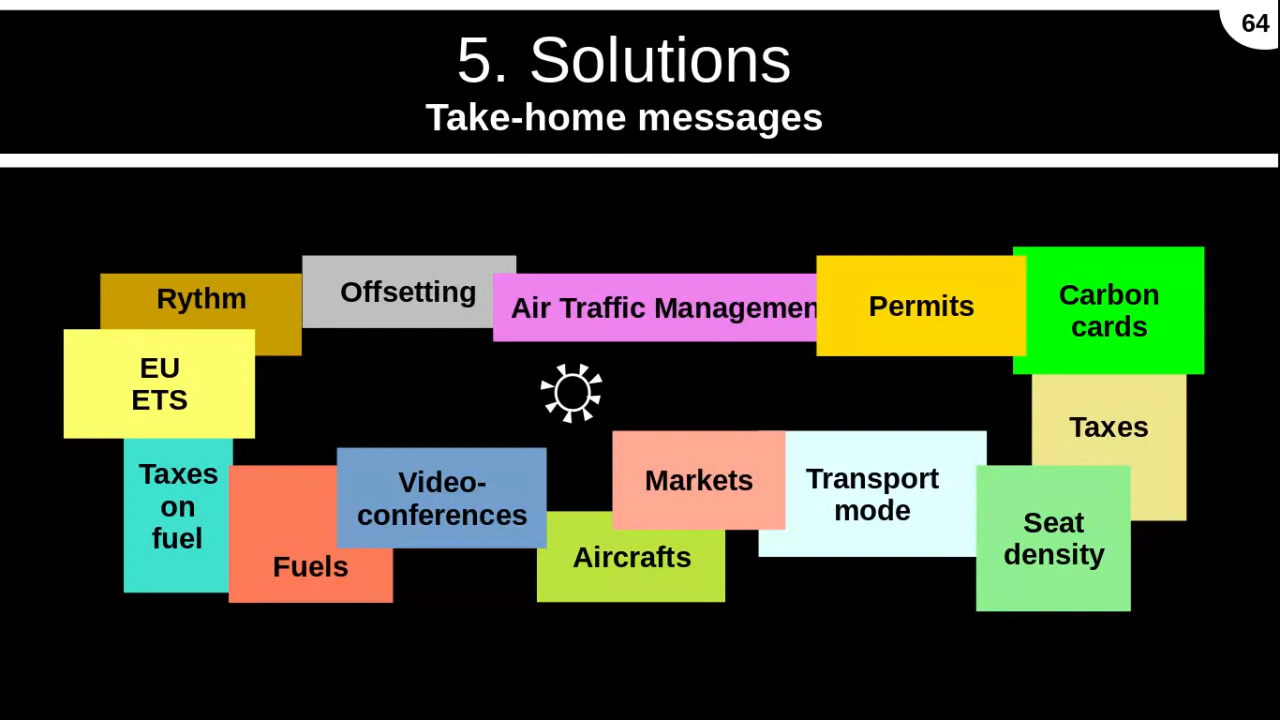 64
5. Solutions
Take-home messages
Rythm
Offsetting
Air Traffic Managemen
Permits
Carbon
cards
EU
ETS
Taxes
Taxes
on
fuel
Fuels
Video-
conferences
Aircrafts
Markets
Transport
mode
Seat
density